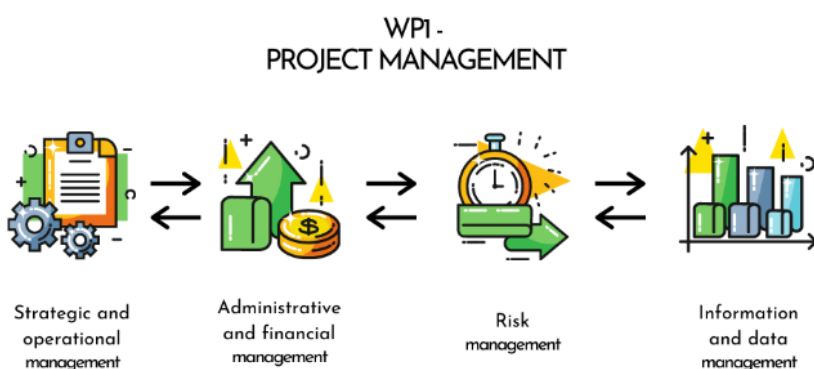 WP1 -
PROJECT MANAGEMENT
$
Strategic and
operational
management
Administrative
and financial
management
Risk
management
Information
and data
management